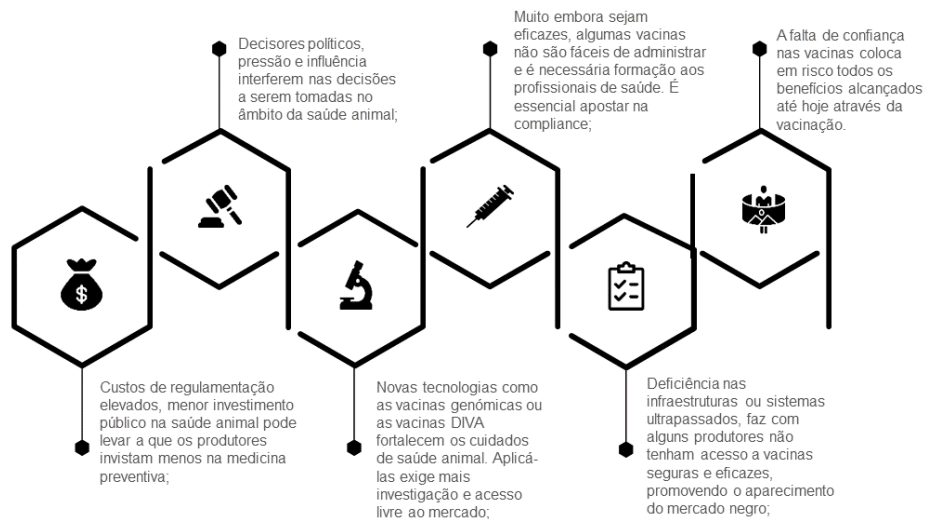 Custos de regulamentação
elevados, menor investimento
público na saúde animal pode
levar a que os produtores
invistam menos na medicina
preventiva;
Decisores políticos,
pressão e influência
interferem nas decisões
a serem tomadas no
âmbito da saúde animal;
Novas tecnologias como
as vacinas genómicas ou
as vacinas DIVA
fortalecem os cuidados
de saúde animal. Aplicá-
las exige mais
investigação e acesso
livre ao mercado;
Muito embora sejam
eficazes, algumas vacinas
não são fáceis de administrar
e é necessária formação aos
profissionais de saúde. É
essencial apostar na
compliance;
Deficiência nas
infraestruturas ou sistemas
ultrapassados, faz com
alguns produtores não
tenham acesso a vacinas
seguras e eficazes,
promovendo o aparecimento
do mercado negro;
A falta de confiança
nas vacinas coloca
em risco todos os
benefícios alcançados
até hoje através da
vacinação.
$